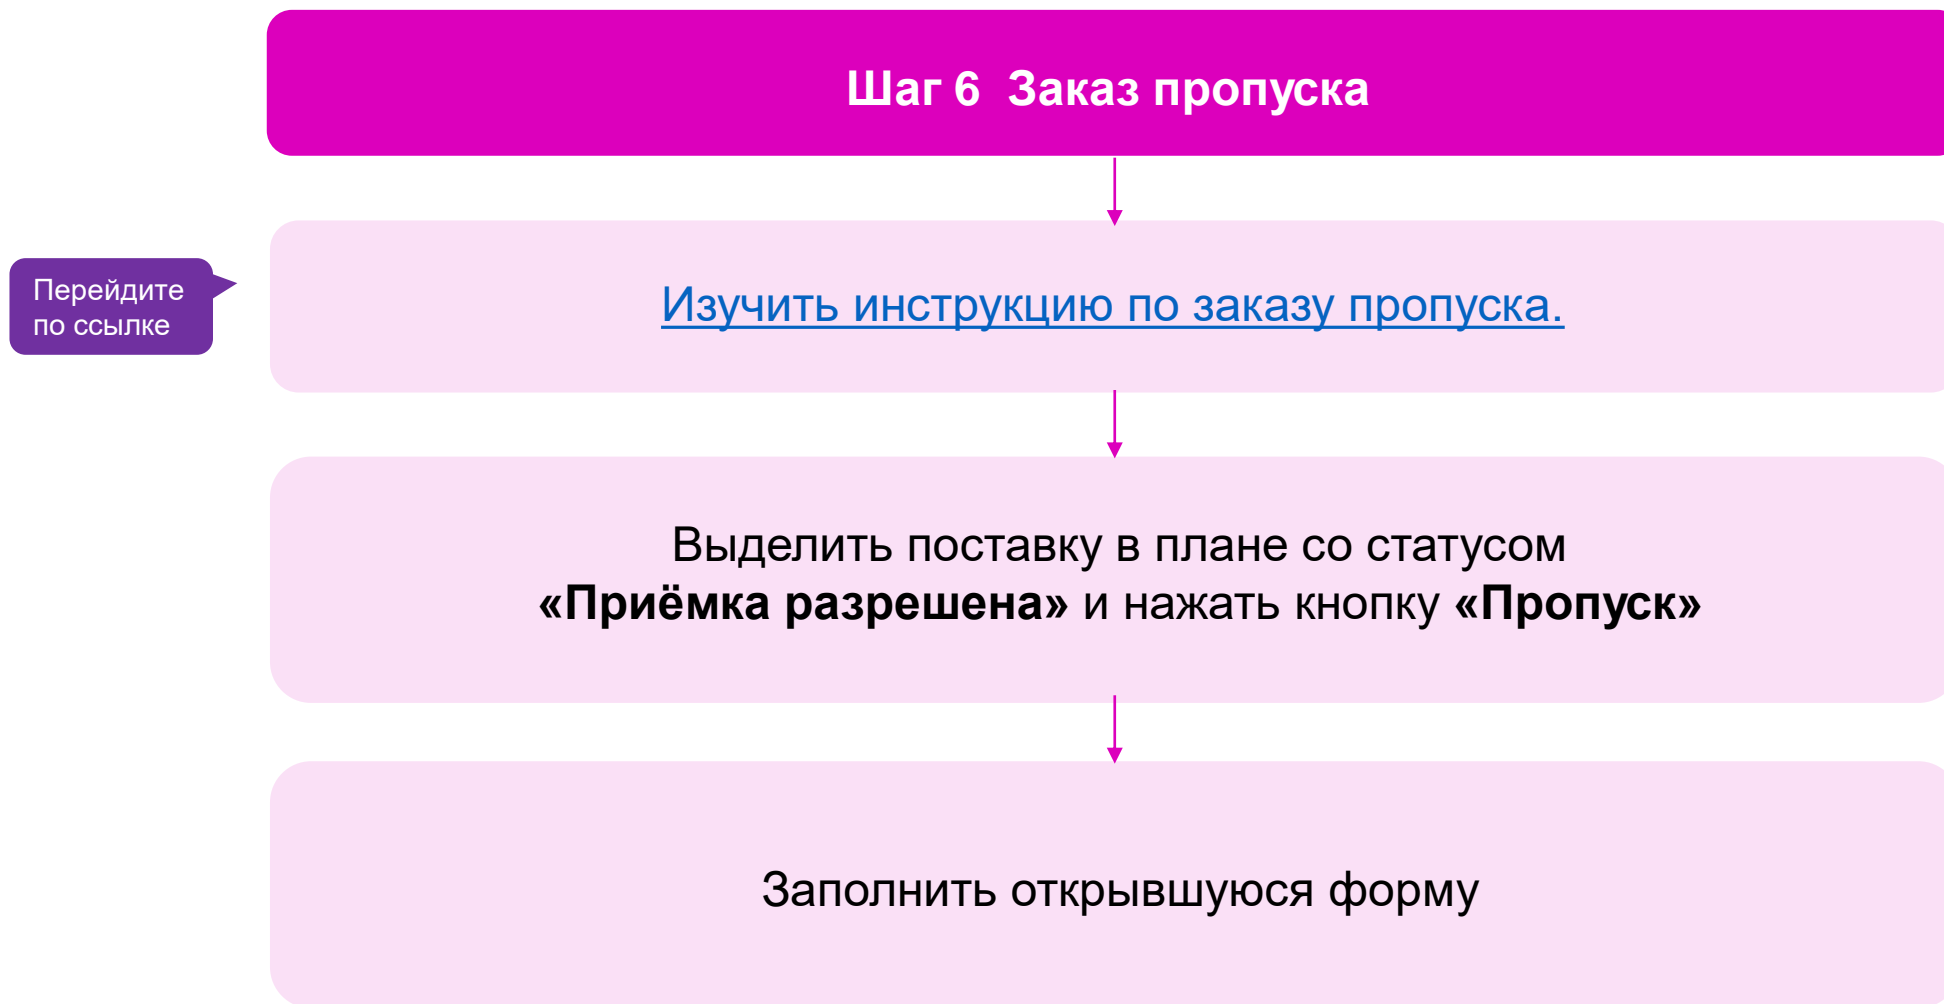 Шаг 6  Заказ пропуска
Перейдите
по ссылке
Изучить инструкцию по заказу пропуска.
Выделить поставку в плане со статусом
«Приёмка разрешена» и нажать кнопку «Пропуск»
Заполнить открывшуюся форму